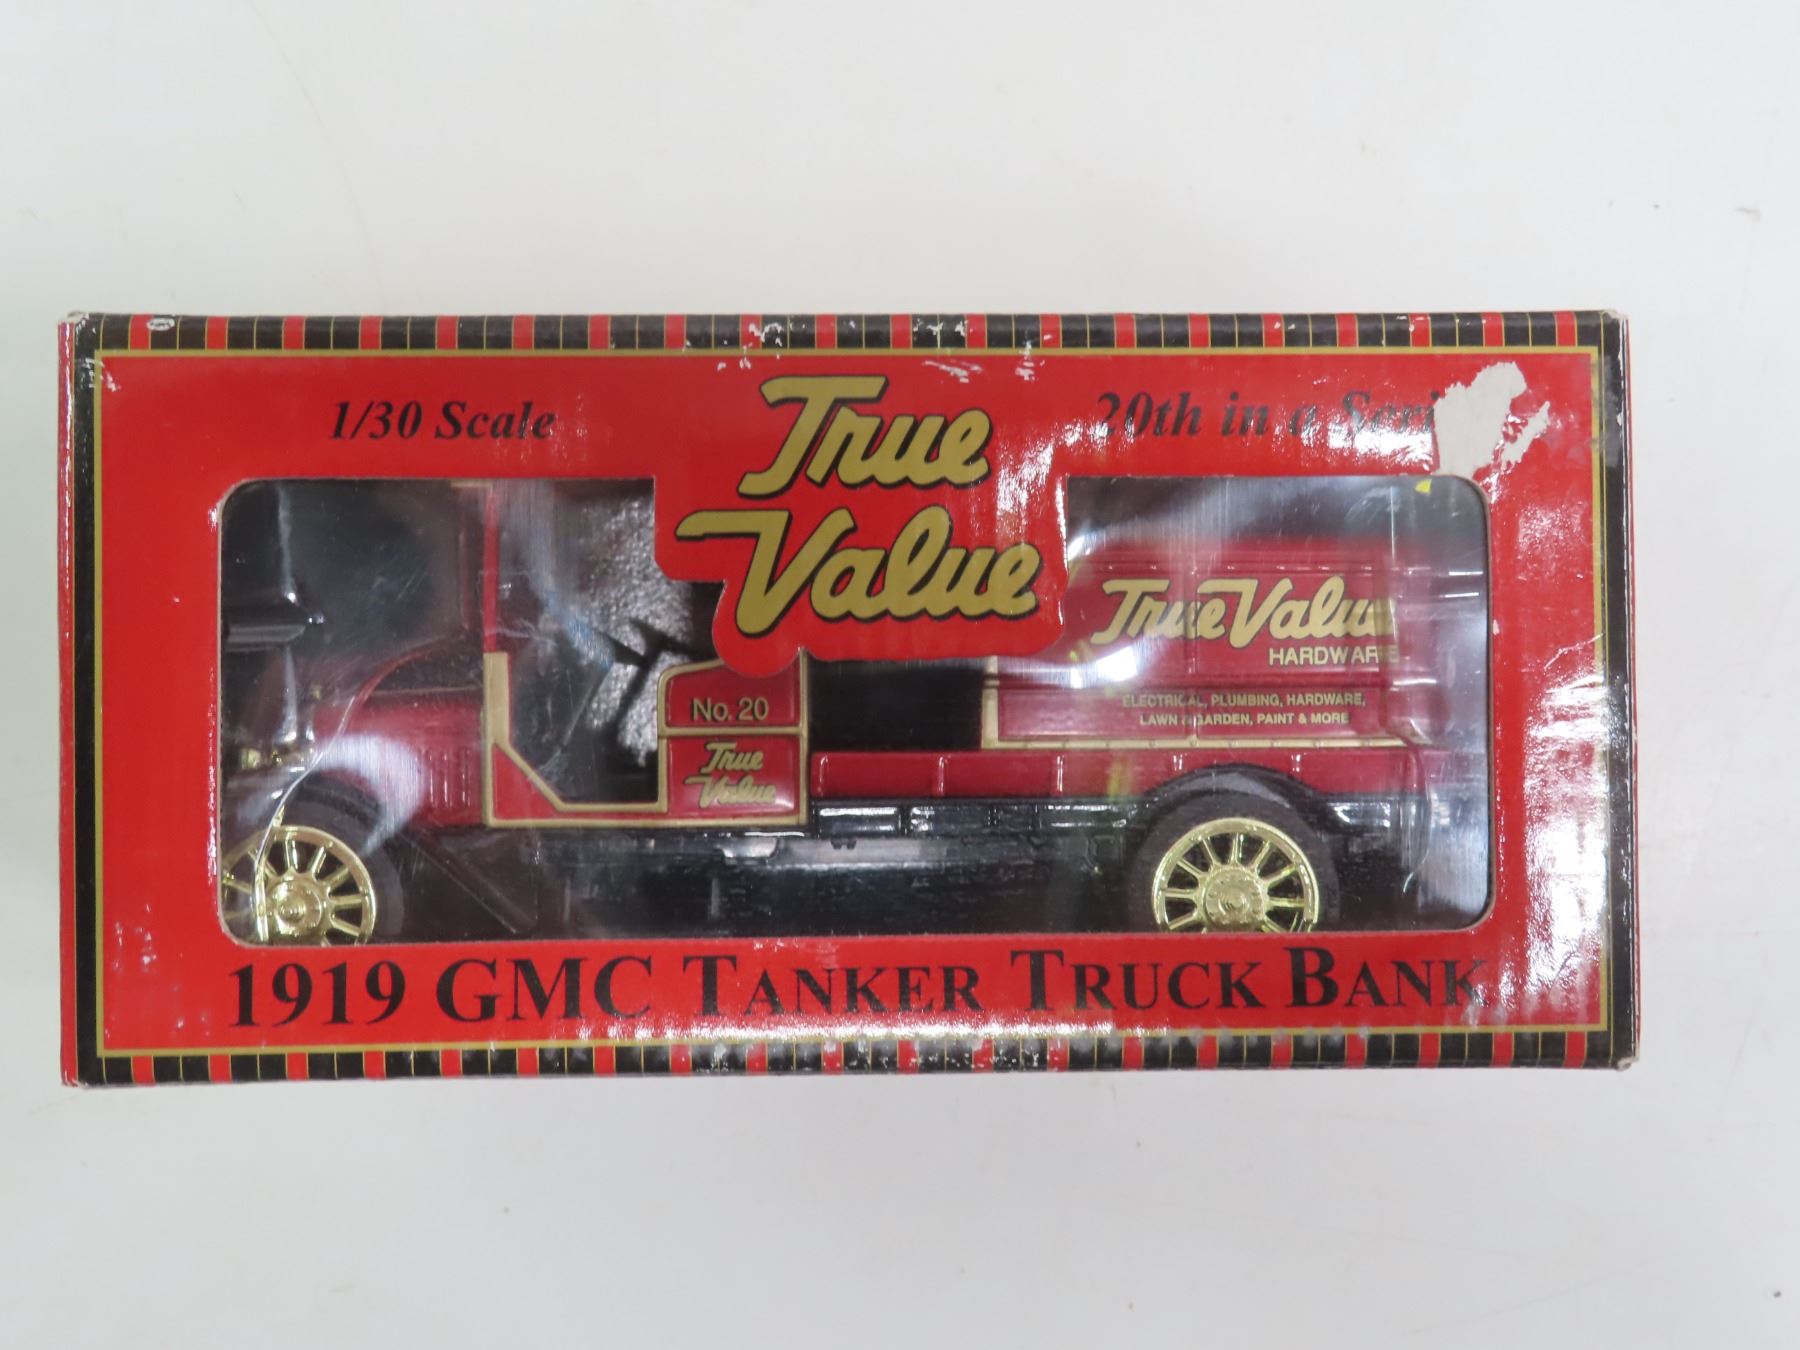 1/30 Scale
True
Value
20th in a
True Value
HARDWARE
ELECTRICAL, PLUMBING, HARDWARE,
LAWN & GARDEN, PAINT & MORE
No. 20
True
Value
1919 GMC TANKER TRUCK BANK